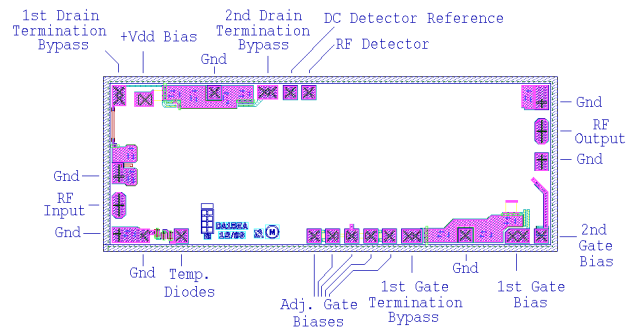 1st Drain
Termination
Bypass
+Vdd Bias
2nd Drain
Termination
Bypass
DC Detector Reference
RF Detector
Gnd
Gnd
RF
Output
Gnd
Gnd
RF
Input
Gnd
2nd
Gate
Bias
Gnd
Temp.
Diodes
Adj. Gate
Biases
1st Gate
Termination
Bypass
Gnd
1st Gate
Bias
M